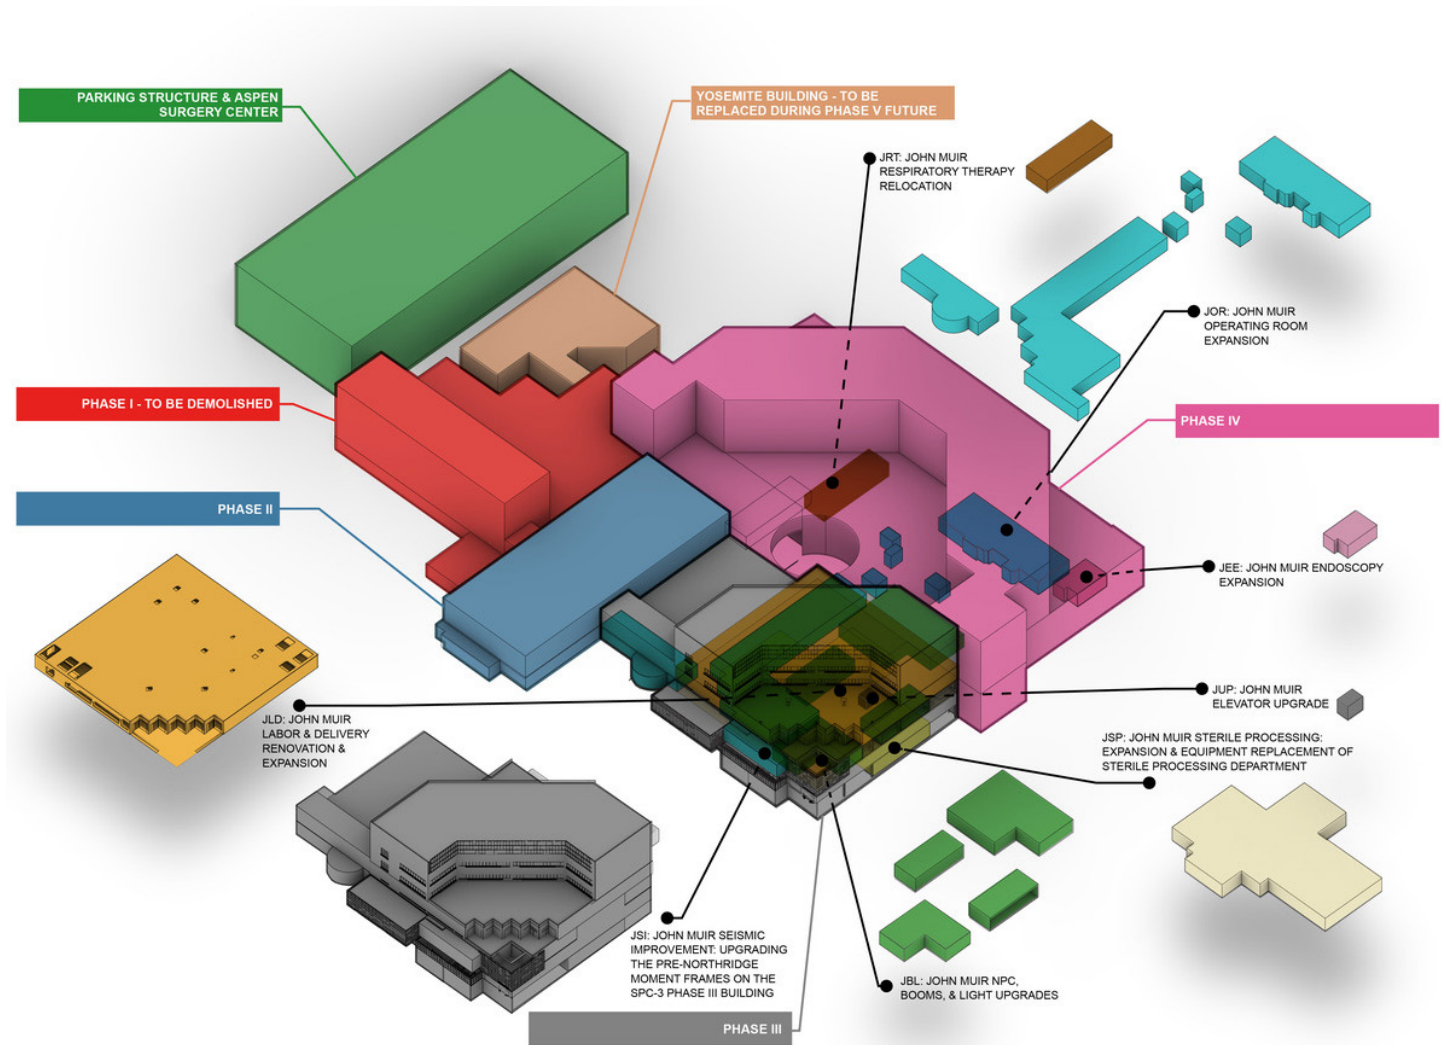 PARKING STRUCTURE & ASPEN
SURGERY CENTER
YOSEMITE BUILDING - TO BE
REPLACED DURING PHASE V FUTURE
JRT: JOHN MUIR
RESPIRATORY THERAPY
RELOCATION
JOR: JOHN MUIR
OPERATING ROOM
EXPANSION
PHASE I - TO BE DEMOLISHED
PHASE IV
PHASE II
JEE: JOHN MUIR ENDOSCOPY
EXPANSION
JUP: JOHN MUIR
ELEVATOR UPGRADE
JLD: JOHN MUIR
LABOR & DELIVERY
RENOVATION &
EXPANSION
JSP: JOHN MUIR STERILE PROCESSING:
EXPANSION & EQUIPMENT REPLACEMENT OF
STERILE PROCESSING DEPARTMENT
JSI: JOHN MUIR SEISMIC
IMPROVEMENT: UPGRADING
THE PRE-NORTHRIDGE
MOMENT FRAMES ON THE
SPC-3 PHASE III BUILDING
JBL: JOHN MUIR NPC,
BOOMS, & LIGHT UPGRADES
PHASE III